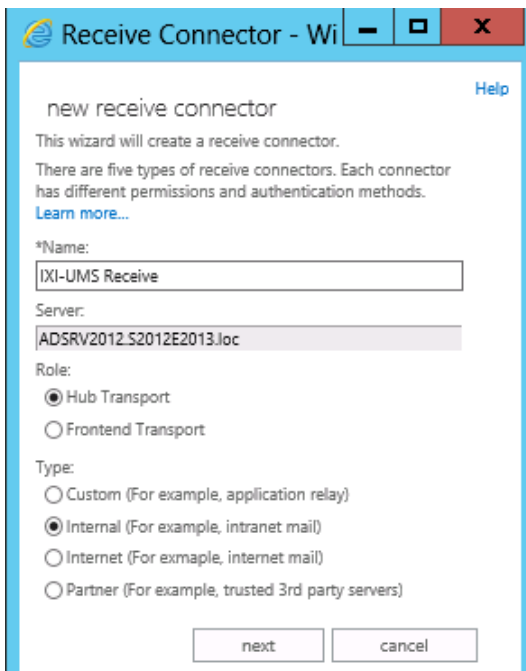 Receive Connector - Wi
Help
new receive connector
This wizard will create a receive connector.
There are five types of receive connectors. Each connector
has different permissions and authentication methods.
Learn more...
*Name:
IXI-UMS Receive
Server:
ADSRV2012.S2012E2013.loc
Role:
Hub Transport
Frontend Transport
Type:
Custom (For example, application relay)
Internal (For example, intranet mail)
Internet (For exmaple, internet mail)
Partner (For example, trusted 3rd party servers)
next cancel